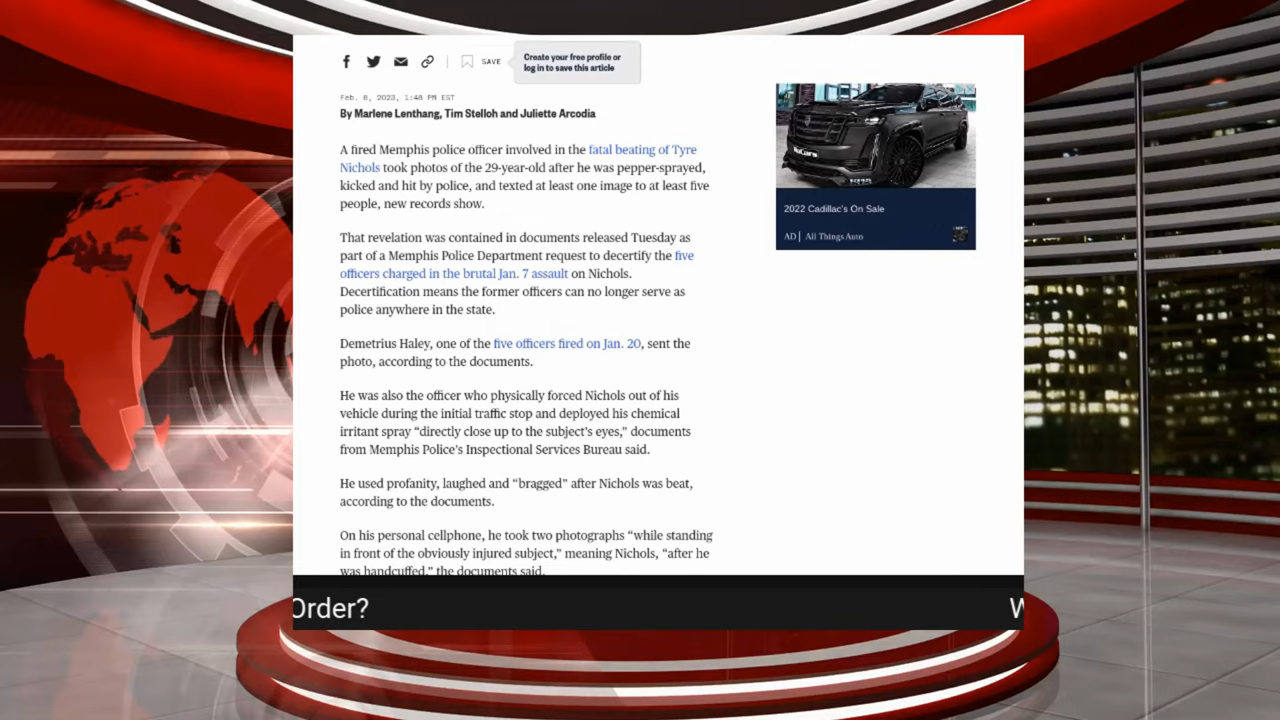 SAVE
Create your free profile or
log in to save this article
Feb. 8, 2023, 1:48 PM EST
By Marlene Lenthang, Tim Stelloh and Juliette Arcodia
A fired Memphis police officer involved in the fatal beating of Tyre
Nichols took photos of the 29-year-old after he was pepper-sprayed,
kicked and hit by police, and texted at least one image to at least five
people, new records show.
That revelation was contained in documents released Tuesday as
part of a Memphis Police Department request to decertify the five
officers charged in the brutal Jan. 7 assault on Nichols.
Decertification means the former officers can no longer serve as
police anywhere in the state.
Demetrius Haley, one of the five officers fired on Jan. 20, sent the
photo, according to the documents.
He was also the officer who physically forced Nichols out of his
vehicle during the initial traffic stop and deployed his chemical
irritant spray “directly close up to the subject’s eyes,” documents
from Memphis Police’s Inspectional Services Bureau said.
He used profanity, laughed and “bragged” after Nichols was beat,
according to the documents.
On his personal cellphone, he took two photographs “while standing
in front of the obviously injured subject,” meaning Nichols, “after he
was handcuffed,” the documents said.
2022 Cadillac's On Sale
AD | All Things Auto
Order?
W